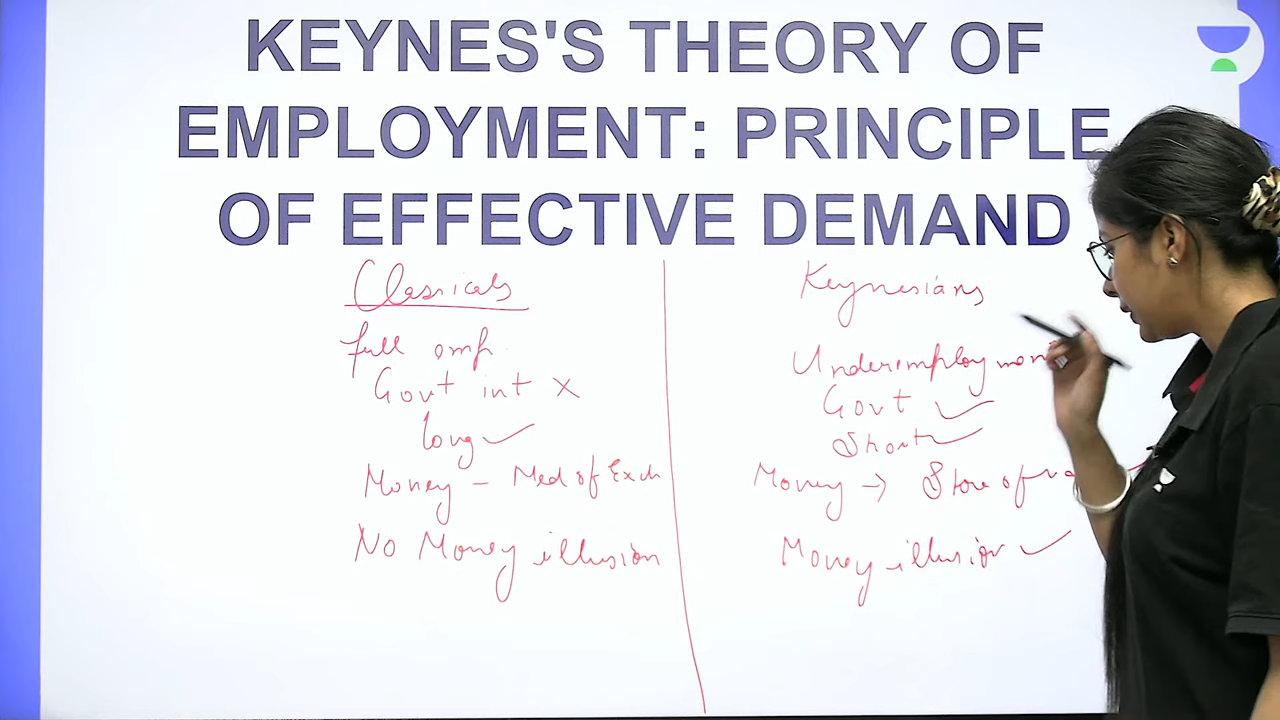 KEYNES'S THEORY OF
EMPLOYMENT: PRINCIPLE
OF EFFECTIVE DEMAND
Classicals
full emp.
Govt int X
long ✓
Money - Med of Exch
No Money illusion
Keynesians
Underemployment
Govt ✓
Short ✓
Money → Store of va
Money illusion ✓